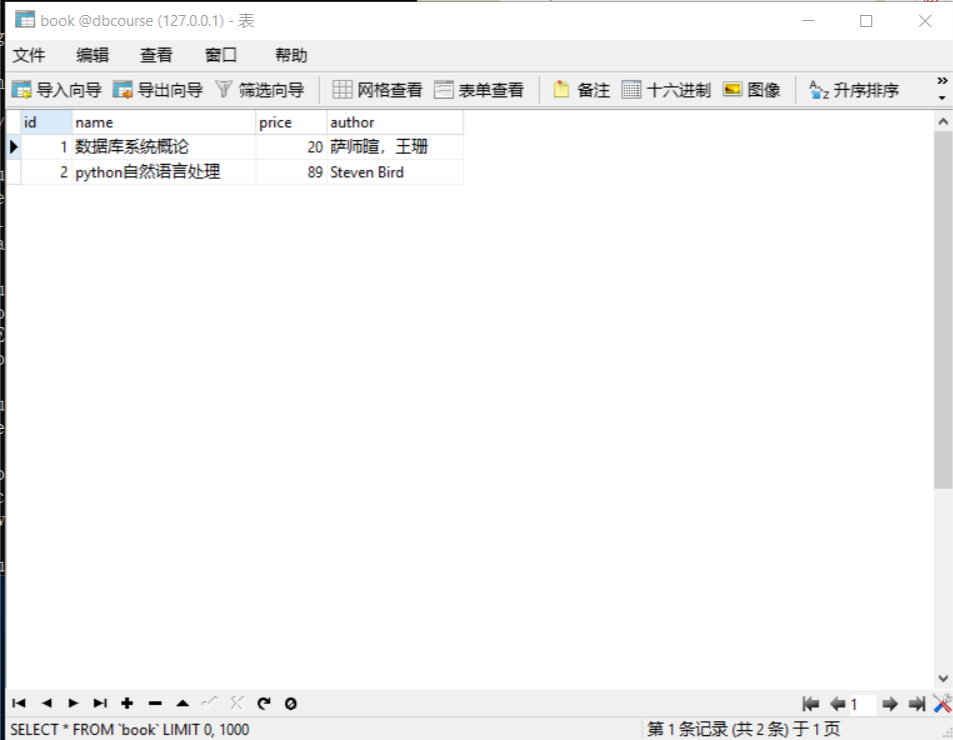 book @dbcourse (127.0.0.1) - 表
文件 编辑 查看 窗口 帮助
导入向导 导出向导 筛选向导 网格查看 表单查看 备注 十六进制 图像 升序排序
id name price author
1 数据库系统概论 20 萨师暄，王珊
2 python自然语言处理 89 Steven Bird
1
SELECT * FROM `book` LIMIT 0, 1000 第 1 条记录 (共 2 条) 于 1 页